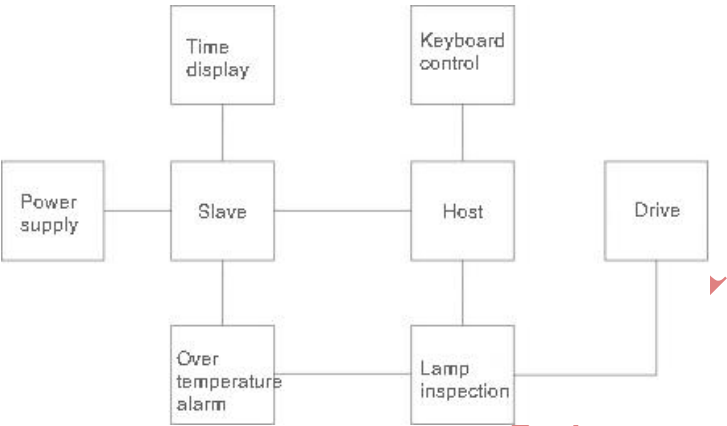 Time
display
Keyboard
control
Power
supply
Slave
Host
Drive
Over
temperature
alarm
Lamp
inspection